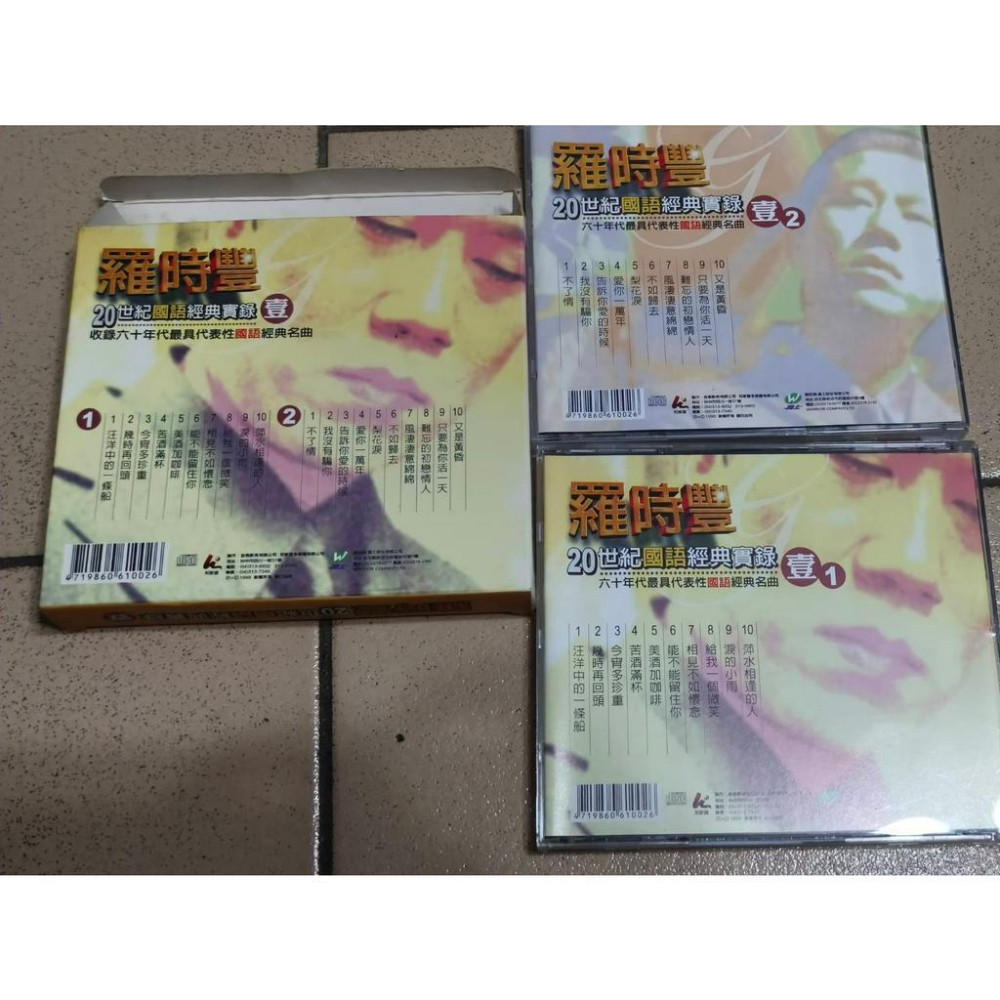 羅時豐
20世紀國語經典實錄 壹
收錄六十年代最具代表性國語經典名曲
1
1 汪洋中的一條船
2 幾時再回頭
3 今宵多珍重
4 苦酒滿杯
5 美酒加咖啡
6 能不能留住你
7 相見不如懷念
8 給我一個微笑
9 淚的小雨
10 萍水相逢的人
2
1 不了情
2 我沒有騙你
3 告訴你愛的時候
4 愛你一萬年
5 梨花淚
6 不如歸去
7 風淒淒意綿綿
8 難忘的初戀情人
9 只要為你活一天
10 又是黃昏
4719860610026
羅時豐
20世紀國語經典實錄 壹 2
六十年代最具代表性國語經典名曲
1 不了情
2 我沒有騙你
3 告訴你愛的時候
4 愛你一萬年
5 梨花淚
6 不如歸去
7 風淒淒意綿綿
8 難忘的初戀情人
9 只要為你活一天
10 又是黃昏
4719860610026
羅時豐
20世紀國語經典實錄 壹 1
六十年代最具代表性國語經典名曲
1 汪洋中的一條船
2 幾時再回頭
3 今宵多珍重
4 苦酒滿杯
5 美酒加咖啡
6 能不能留住你
7 相見不如懷念
8 給我一個微笑
9 淚的小雨
10 萍水相逢的人
4719860610026